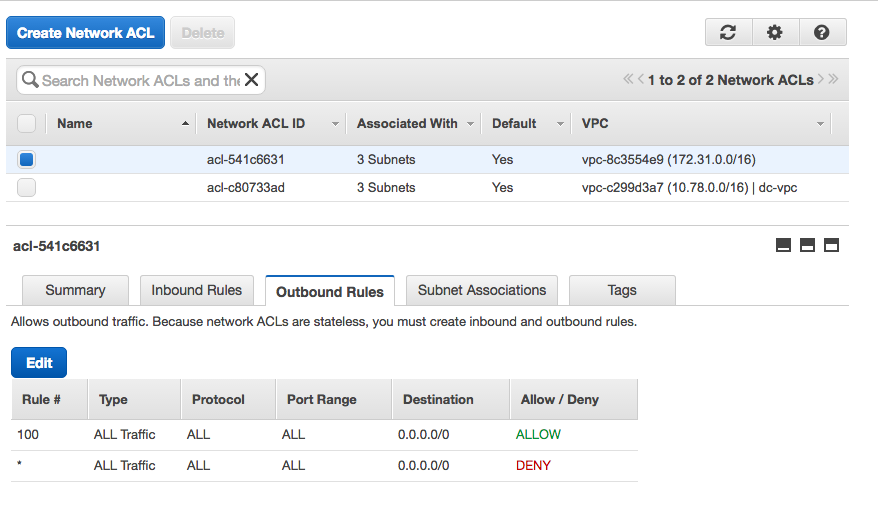 Create Network ACL Delete
Search Network ACLs and the
1 to 2 of 2 Network ACLs
Name Network ACL ID Associated With Default VPC
acl-541c6631 3 Subnets Yes vpc-8c3554e9 (172.31.0.0/16)
acl-c80733ad 3 Subnets Yes vpc-c299d3a7 (10.78.0.0/16) | dc-vpc
acl-541c6631
Summary Inbound Rules Outbound Rules Subnet Associations Tags
Allows outbound traffic. Because network ACLs are stateless, you must create inbound and outbound rules.
Edit
Rule # Type Protocol Port Range Destination Allow / Deny
100 ALL Traffic ALL ALL 0.0.0.0/0 ALLOW
* ALL Traffic ALL ALL 0.0.0.0/0 DENY